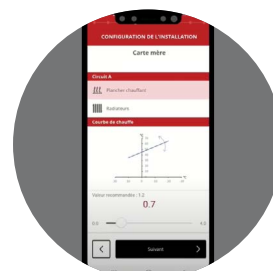 CONFIGURATION DE L'INSTALLATION
Carte mère
Circuit A
Plancher chauffant
Radiateurs
Courbe de chauffe
Valeur recommandée : 1.2
0.7
0.0
4.0
Suivant